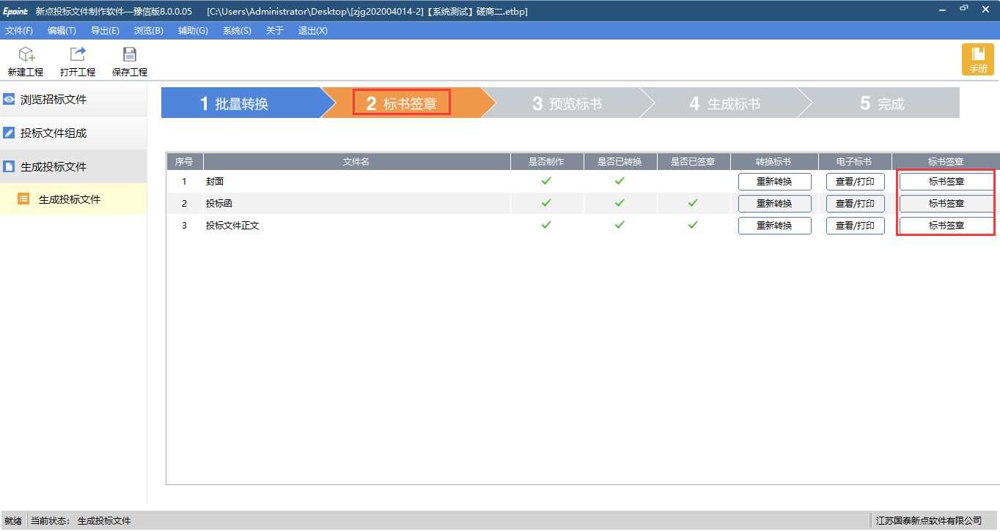 Epoint 新点投标文件制作软件—豫信版8.0.0.05 [C:\Users\Administrator\Desktop\[zjg202004014-2]【系统测试】磋商二.etbp]
文件(F) 编辑(T) 导出(E) 浏览(B) 辅助(G) 系统(S) 关于 退出(X)
新建工程 打开工程 保存工程 手册
浏览招标文件
投标文件组成
生成投标文件
生成投标文件
1 批量转换 2 标书签章 3 预览标书 4 生成标书 5 完成
序号 文件名 是否制作 是否已转换 是否已签章 转换标书 电子标书 标书签章
1 封面 重新转换 查看/打印 标书签章
2 投标函 重新转换 查看/打印 标书签章
3 投标文件正文 重新转换 查看/打印 标书签章
就绪 当前状态： 生成投标文件 江苏国泰新点软件有限公司